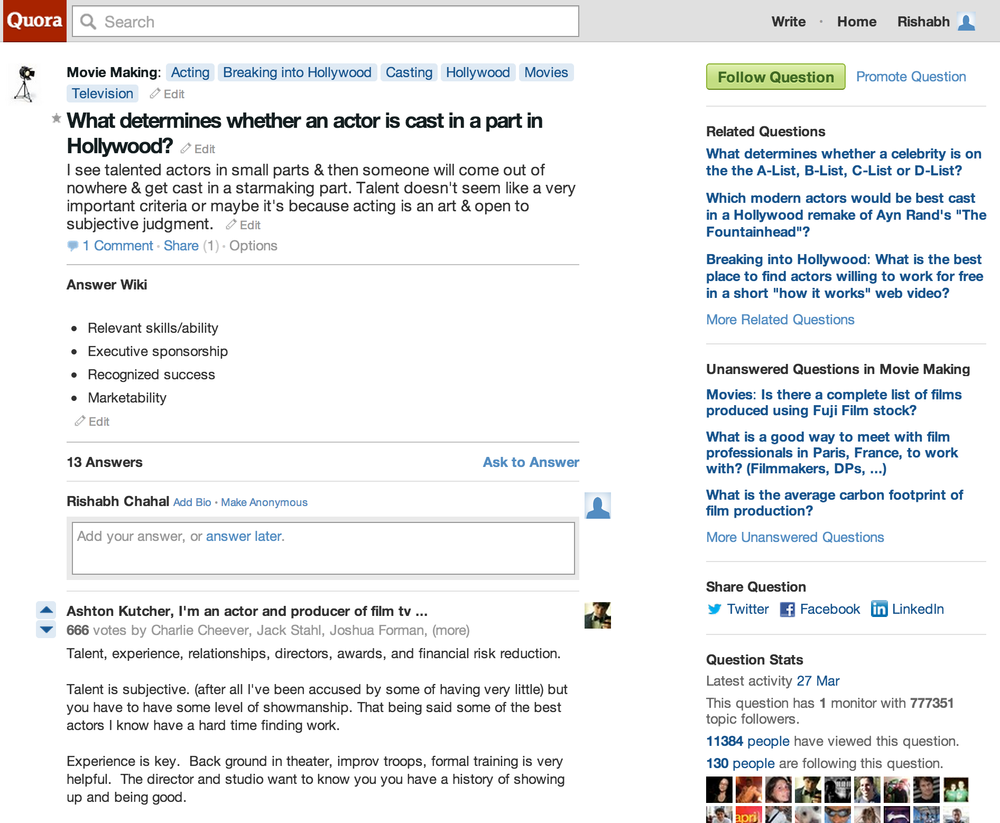 Quora
Search
Write · Home Rishabh
Movie Making: Acting Breaking into Hollywood Casting Hollywood Movies
Television Edit
What determines whether an actor is cast in a part in
Hollywood? Edit
I see talented actors in small parts & then someone will come out of
nowhere & get cast in a starmaking part. Talent doesn't seem like a very
important criteria or maybe it's because acting is an art & open to
subjective judgment. Edit
1 Comment · Share (1) · Options
Answer Wiki
• Relevant skills/ability
• Executive sponsorship
• Recognized success
• Marketability
Edit
13 Answers Ask to Answer
Rishabh Chahal Add Bio • Make Anonymous
Add your answer, or answer later.
Ashton Kutcher, I'm an actor and producer of film tv ...
666 votes by Charlie Cheever, Jack Stahl, Joshua Forman, (more)
Talent, experience, relationships, directors, awards, and financial risk reduction.
Talent is subjective. (after all I've been accused by some of having very little) but
you have to have some level of showmanship. That being said some of the best
actors I know have a hard time finding work.
Experience is key.  Back ground in theater, improv troops, formal training is very
helpful.  The director and studio want to know you you have a history of showing
up and being good.
Follow Question Promote Question
Related Questions
What determines whether a celebrity is on
the the A-List, B-List, C-List or D-List?
Which modern actors would be best cast
in a Hollywood remake of Ayn Rand's "The
Fountainhead"?
Breaking into Hollywood: What is the best
place to find actors willing to work for free
in a short "how it works" web video?
More Related Questions
Unanswered Questions in Movie Making
Movies: Is there a complete list of films
produced using Fuji Film stock?
What is a good way to meet with film
professionals in Paris, France, to work
with? (Filmmakers, DPs, ...)
What is the average carbon footprint of
film production?
More Unanswered Questions
Share Question
Twitter Facebook LinkedIn
Question Stats
Latest activity 27 Mar
This question has 1 monitor with 777351
topic followers.
11384 people have viewed this question.
130 people are following this question.
april